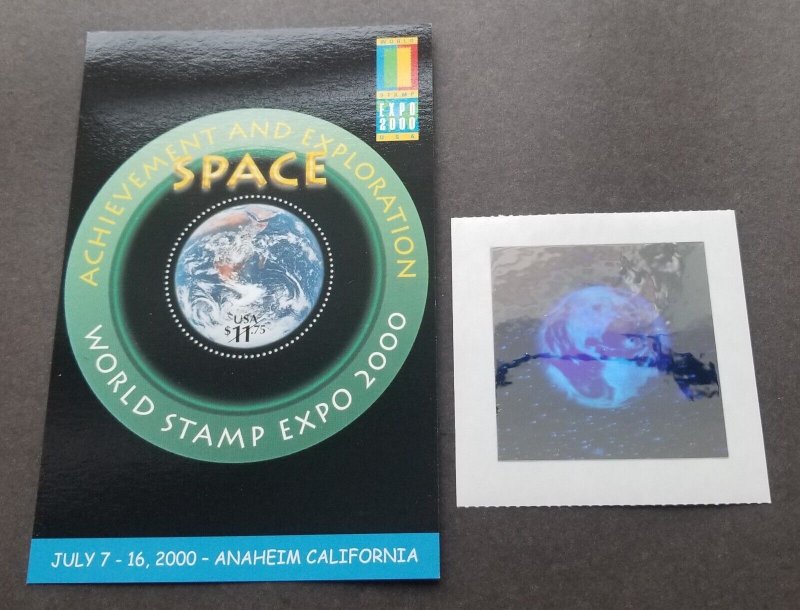 WORLD
STAMP
EXPO
2000
USA
ACHIEVEMENT AND EXPLORATION
SPACE
USA
$11.75
WORLD STAMP EXPO 2000
JULY 7 - 16, 2000 – ANAHEIM CALIFORNIA